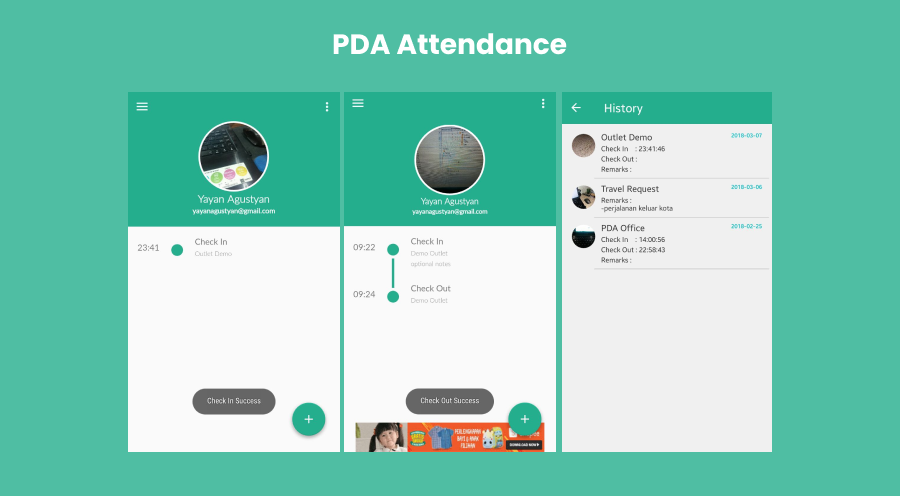 PDA Attendance
Yayan Agustyan
yayanagustyan@gmail.com
23:41
Check In
Outlet Demo
Check In Success
+
Yayan Agustyan
yayanagustyan@gmail.com
09:22
Check In
Demo Outlet
optional notes
09:24
Check Out
Demo Outlet
Check Out Success
+
PERLENGKAPAN
BAYI & ANAK
FILEMAN
DOWNLOAD NOW
History
Outlet Demo
2018-03-07
Check In : 23:41:46
Check Out :
Remarks :
Travel Request
2018-03-06
Remarks :
-perjalanan keluar kota
PDA Office
2018-02-25
Check In : 14:00:56
Check Out : 22:58:43
Remarks :